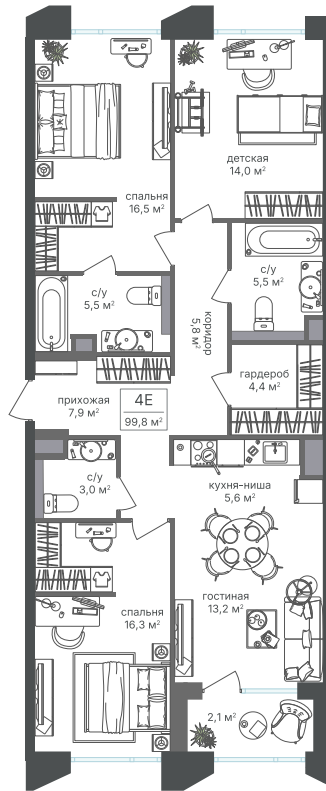 детская
14,0 м²
спальня
16,5 м²
с/у
5,5 м²
с/у
5,5 м²
коридор
5,8 м²
гардероб
4,4 м²
прихожая
7,9 м²
4Е
99,8 м²
с/у
3,0 м²
кухня-ниша
5,6 м²
гостиная
13,2 м²
спальня
16,3 м²
2,1 м²